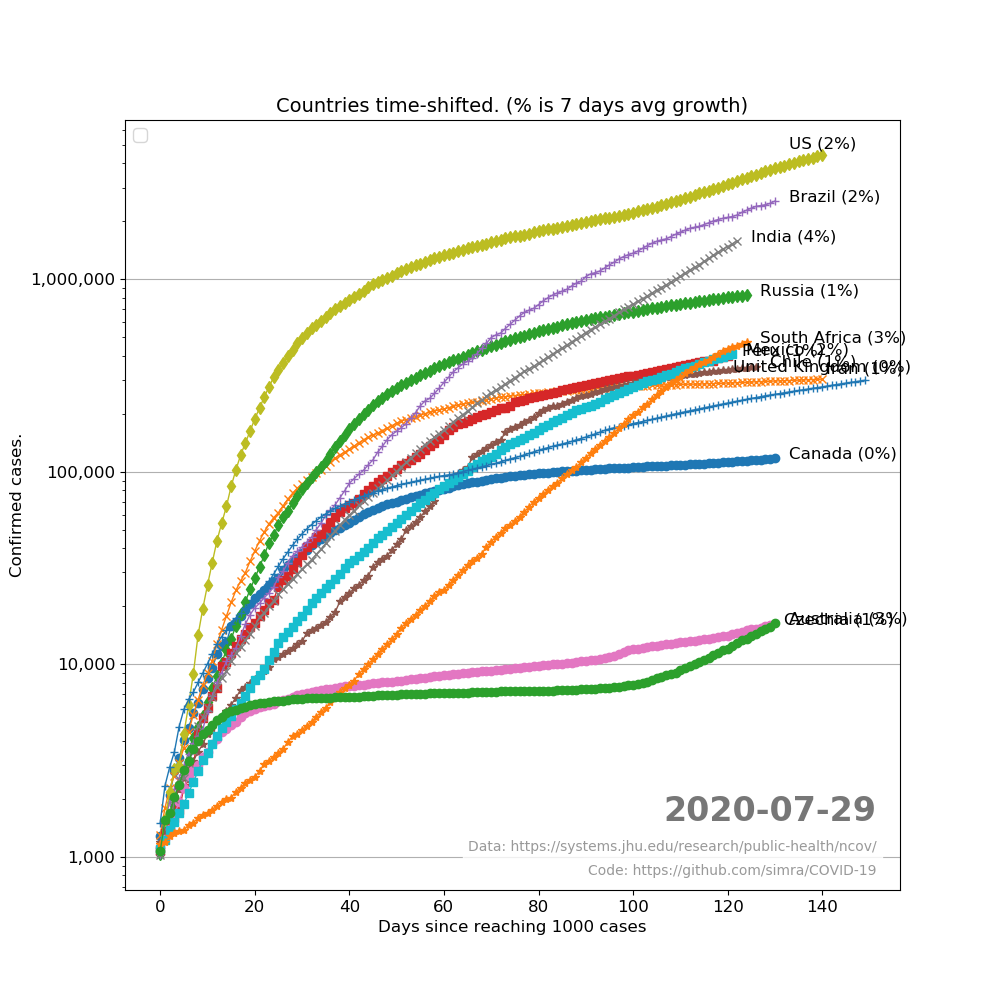 Countries time-shifted. (% is 7 days avg growth)
US (2%)
Brazil (2%)
India (4%)
1,000,000
Russia (1%)
South Africa (3%)
Mexico (2%)
Peru (1%)
Chile (1%)
United Kingdom (0%)
Iran (1%)
100,000
Canada (0%)
Confirmed cases.
Australia (3%)
Czechia (1%)
10,000
2020-07-29
Data: https://systems.jhu.edu/research/public-health/ncov/
1,000
Code: https://github.com/simra/COVID-19
0 20 40 60 80 100 120 140
Days since reaching 1000 cases